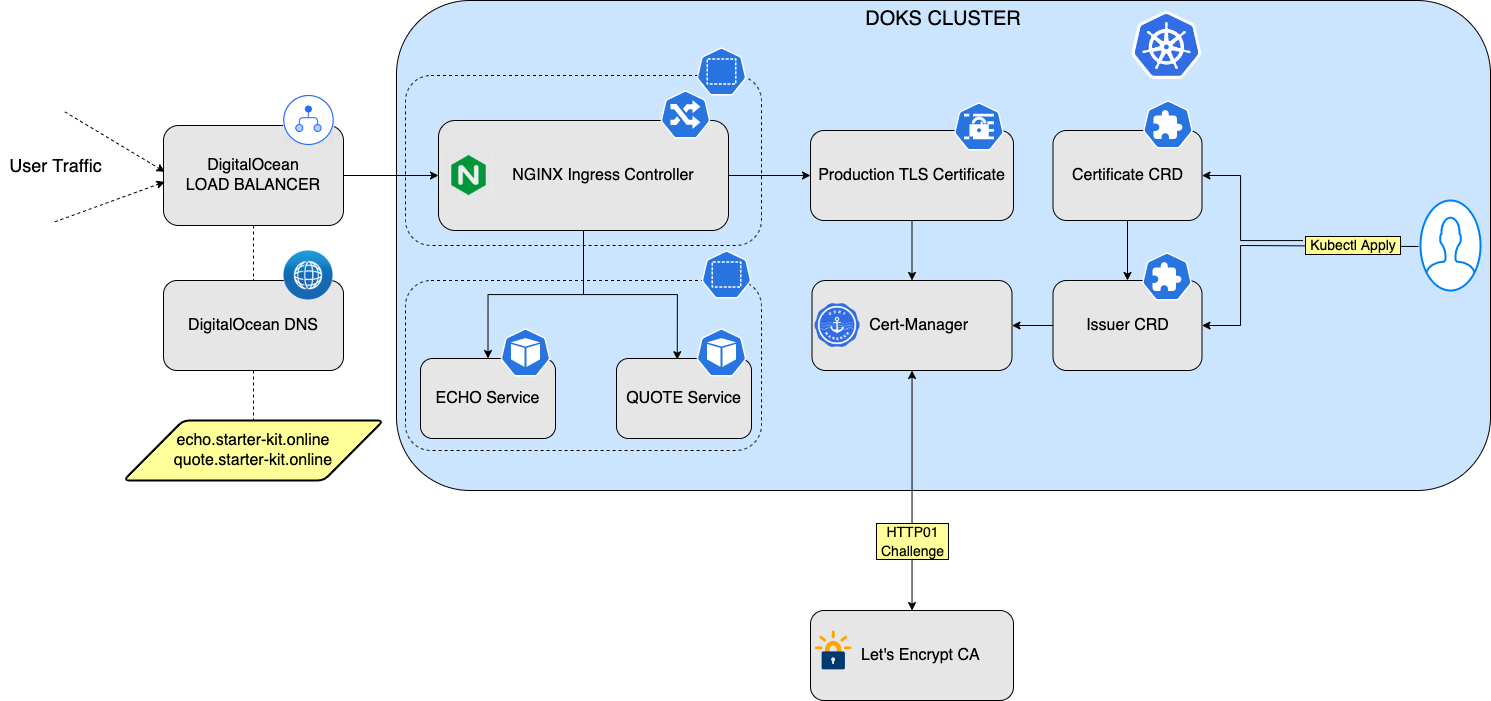 DOKS CLUSTER
User Traffic
DigitalOcean
LOAD BALANCER
N
NGINX Ingress Controller
Production TLS Certificate
Certificate CRD
Kubectl Apply
DigitalOcean DNS
Cert-Manager
Issuer CRD
ECHO Service
QUOTE Service
echo.starter-kit.online
quote.starter-kit.online
HTTP01
Challenge
Let's Encrypt CA